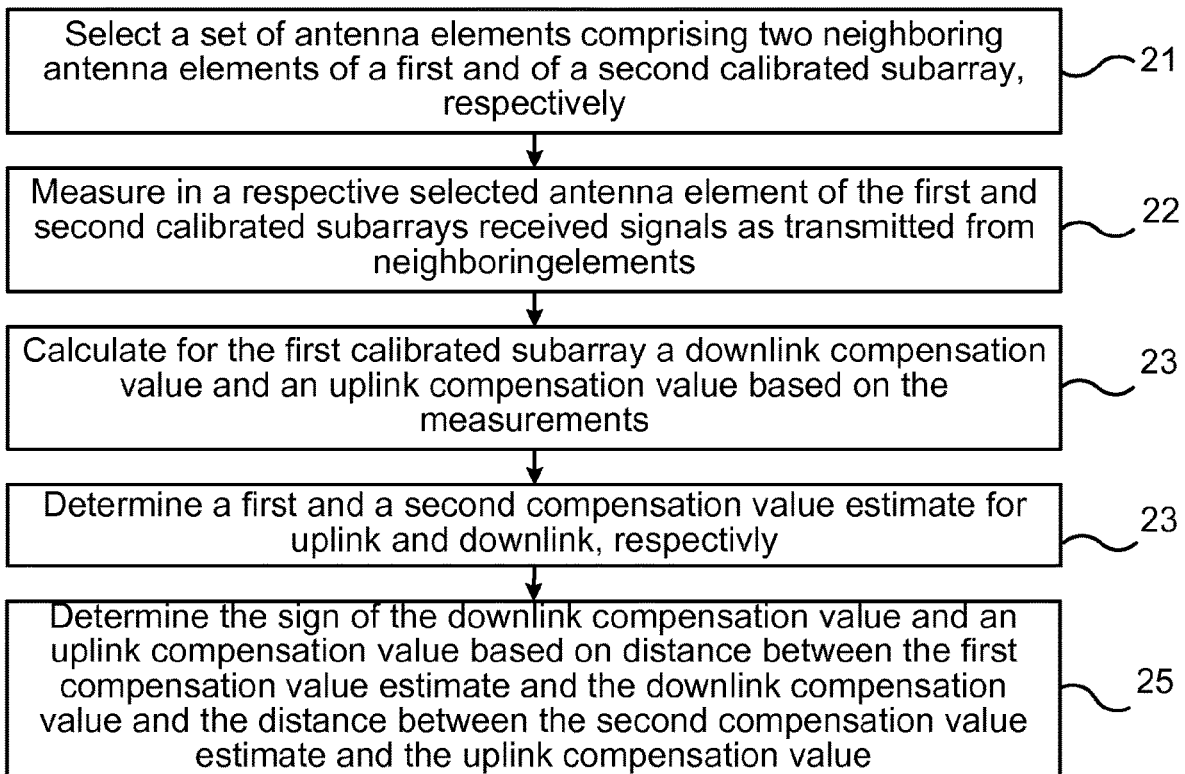 Select a set of antenna elements comprising two neighboring
antenna elements of a first and of a second calibrated subarray,
respectively
21
Measure in a respective selected antenna element of the first and
second calibrated subarrays received signals as transmitted from
neighboringelements
22
Calculate for the first calibrated subarray a downlink compensation
value and an uplink compensation value based on the
measurements
23
Determine a first and a second compensation value estimate for
uplink and downlink, respectivly
23
Determine the sign of the downlink compensation value and an
uplink compensation value based on distance between the first
compensation value estimate and the downlink compensation
value and the distance between the second compensation value
estimate and the uplink compensation value
25